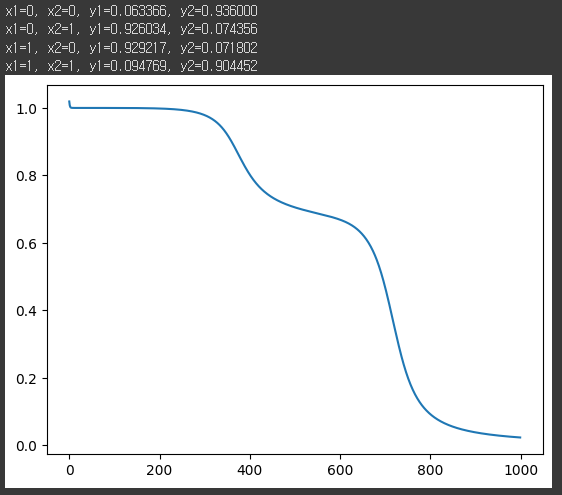 x1=0, x2=0, y1=0.063366, y2=0.936000
x1=0, x2=1, y1=0.926034, y2=0.074356
x1=1, x2=0, y1=0.929217, y2=0.071802
x1=1, x2=1, y1=0.094769, y2=0.904452
1.0
0.8
0.6
0.4
0.2
0.0
0 200 400 600 800 1000